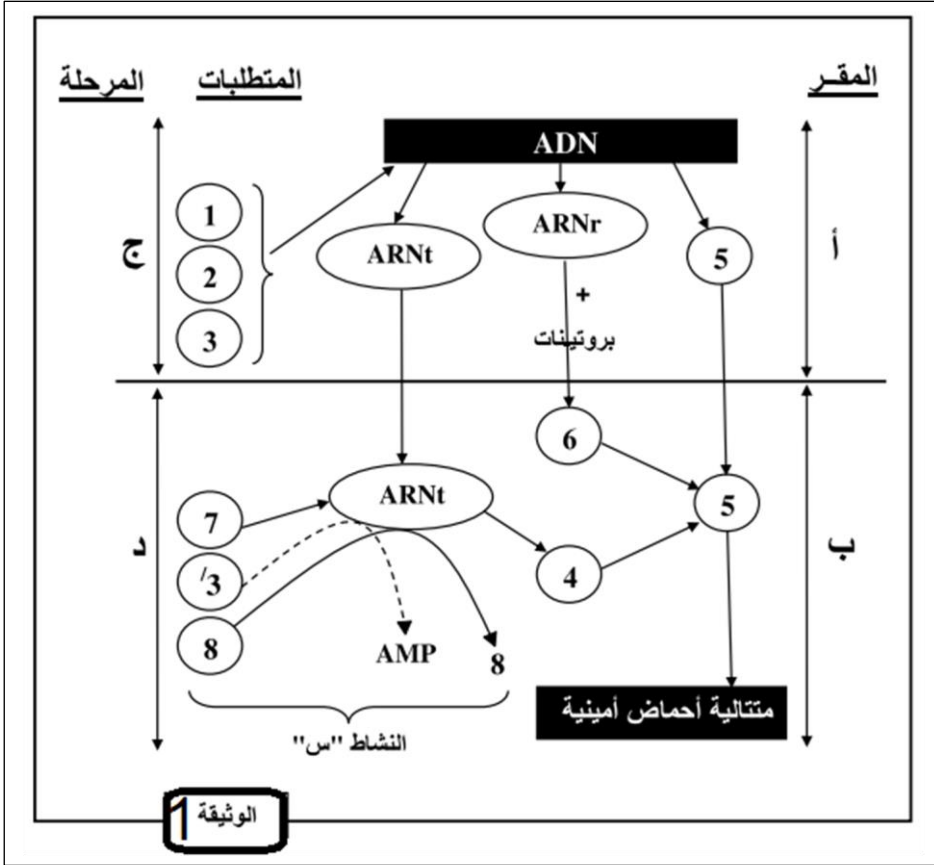 المقـر
المتطلبات
المرحلة
ADN
1
ARNr
ARNt
5
أ
2
ج
+
3
بروتينات
6
ARNt
5
7
د
ب
/3
4
8
AMP
8
متتالية أحماض أمينية
النشاط "س"
الوثيقة 1